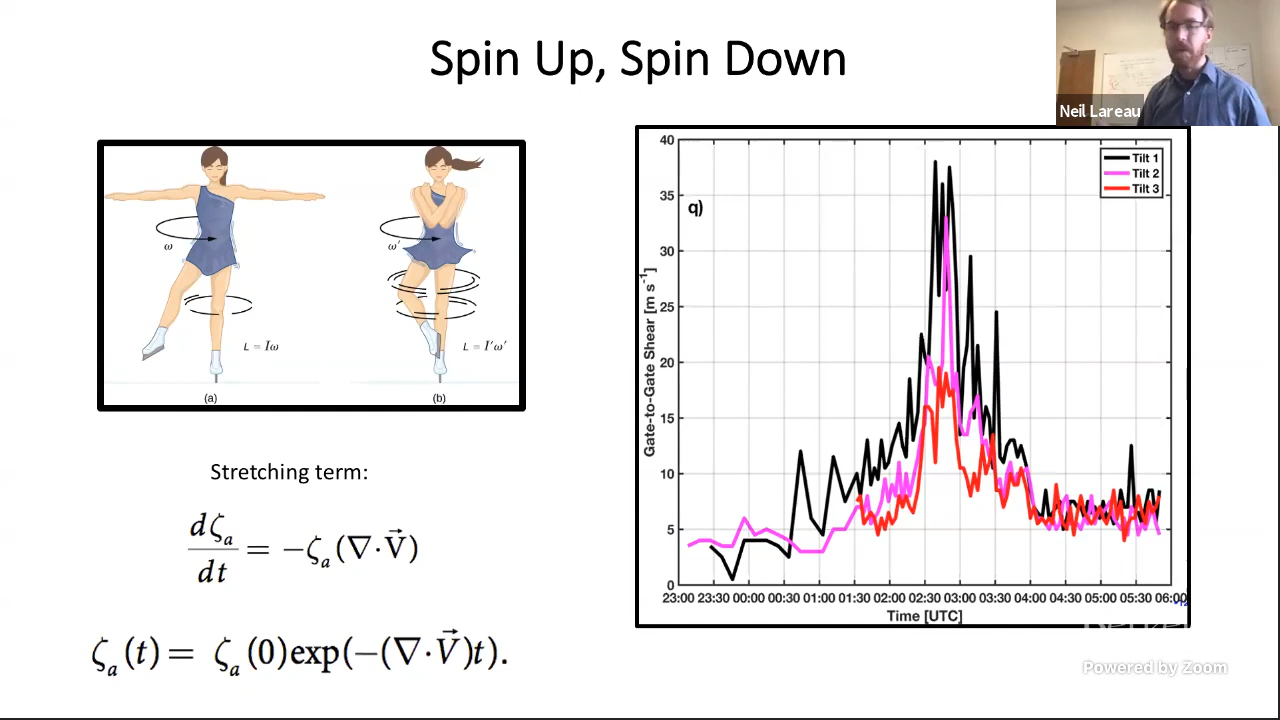 Spin Up, Spin Down
Neil Lareau
ω
L = Iω
(a)
ω′
L = I′ω′
(b)
Stretching term:
dζₐ/dt = −ζₐ(∇·V⃗)
ζₐ(t) = ζₐ(0)exp(−(∇·V⃗)t).
q)
Tilt 1
Tilt 2
Tilt 3
Gate-to-Gate Shear [m s⁻¹]
40
35
30
25
20
15
10
5
0
23:00 23:30 00:00 00:30 01:00 01:30 02:00 02:30 03:00 03:30 04:00 04:30 05:00 05:30 06:00
Time [UTC]
Powered by Zoom